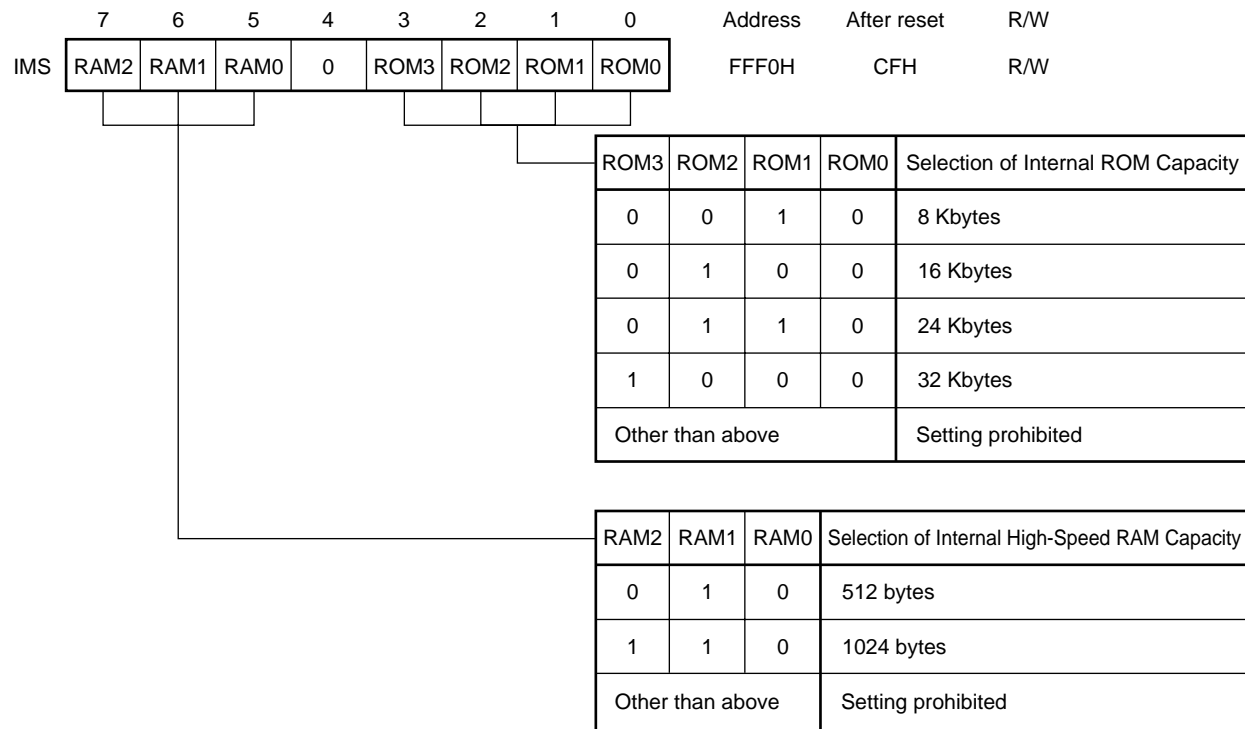 7 6 5 4 3 2 1 0 Address After reset R/W
IMS RAM2 RAM1 RAM0 0 ROM3 ROM2 ROM1 ROM0 FFF0H CFH R/W
ROM3 ROM2 ROM1 ROM0 Selection of Internal ROM Capacity
0 0 1 0 8 Kbytes
0 1 0 0 16 Kbytes
0 1 1 0 24 Kbytes
1 0 0 0 32 Kbytes
Other than above Setting prohibited
RAM2 RAM1 RAM0 Selection of Internal High-Speed RAM Capacity
0 1 0 512 bytes
1 1 0 1024 bytes
Other than above Setting prohibited